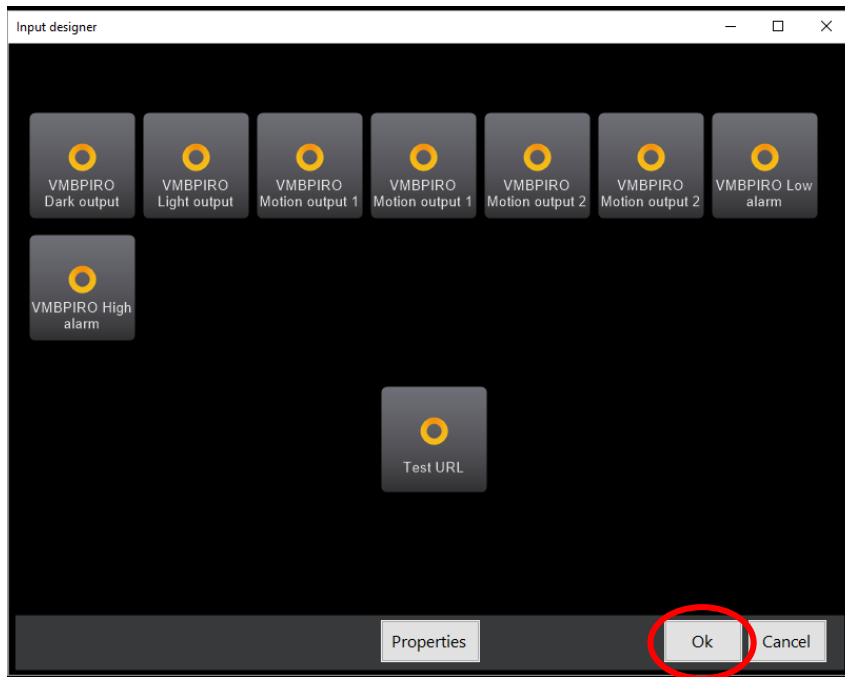 Input designer
VMBPIRO
Dark output
VMBPIRO
Light output
VMBPIRO
Motion output 1
VMBPIRO
Motion output 1
VMBPIRO
Motion output 2
VMBPIRO
Motion output 2
VMBPIRO Low
alarm
VMBPIRO High
alarm
Test URL
Properties
Ok
Cancel